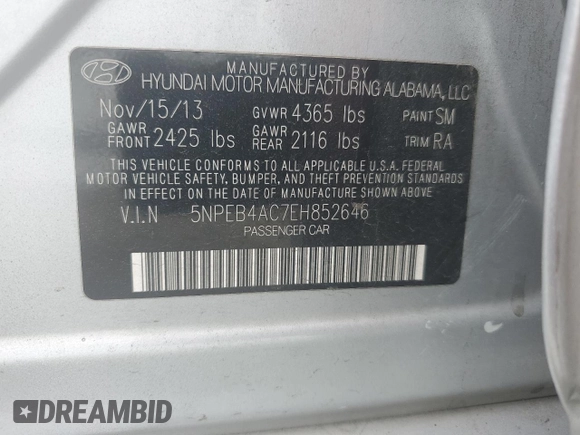 MANUFACTURED BY
HYUNDAI MOTOR MANUFACTURING ALABAMA, LLC
Nov/15/13 GVWR 4365 lbs PAINT SM
GAWR FRONT 2425 lbs GAWR REAR 2116 lbs TRIM RA
THIS VEHICLE CONFORMS TO ALL APPLICABLE U.S.A. FEDERAL
MOTOR VEHICLE SAFETY, BUMPER, AND THEFT PREVENTION STANDARDS
IN EFFECT ON THE DATE OF MANUFACTURE SHOWN ABOVE.
V.I.N 5NPEB4AC7EH852646
PASSENGER CAR
DREAMBID